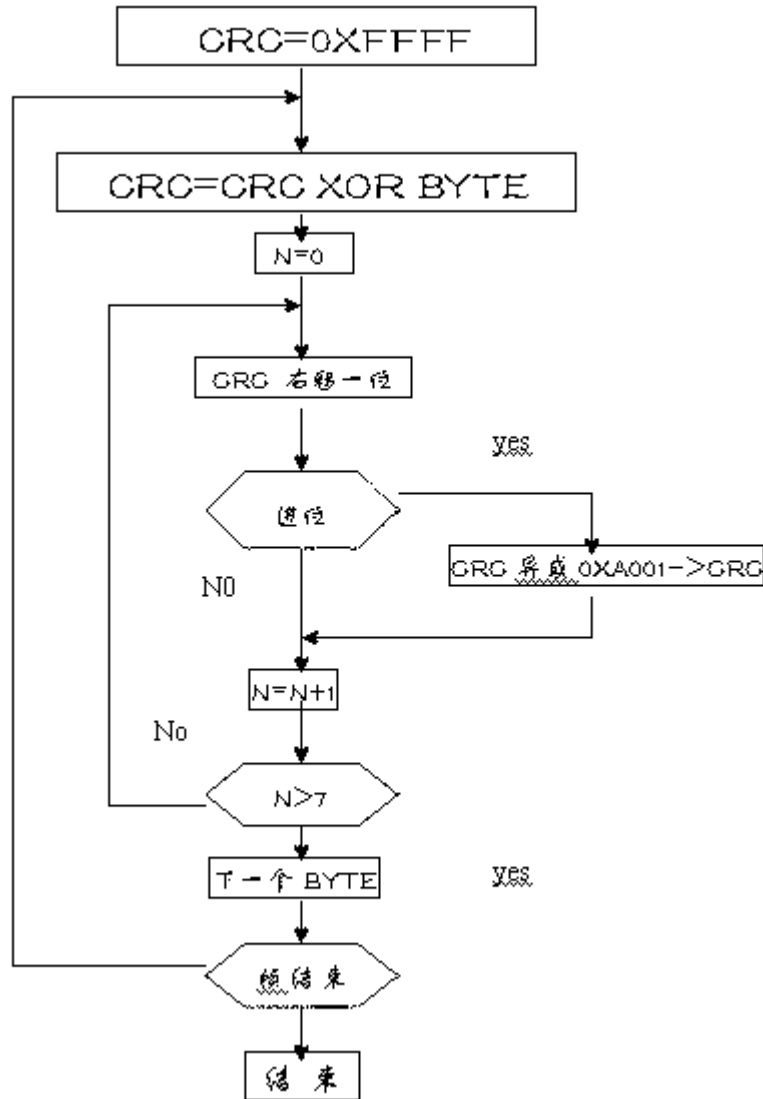 CRC=0XFFFF
CRC=CRC XOR BYTE
N=0
CRC 右移一位
yes
进位
CRC 异或 0XA001->CRC
N0
N=N+1
No
N>7
下一个 BYTE
yes
帧结束
结 束